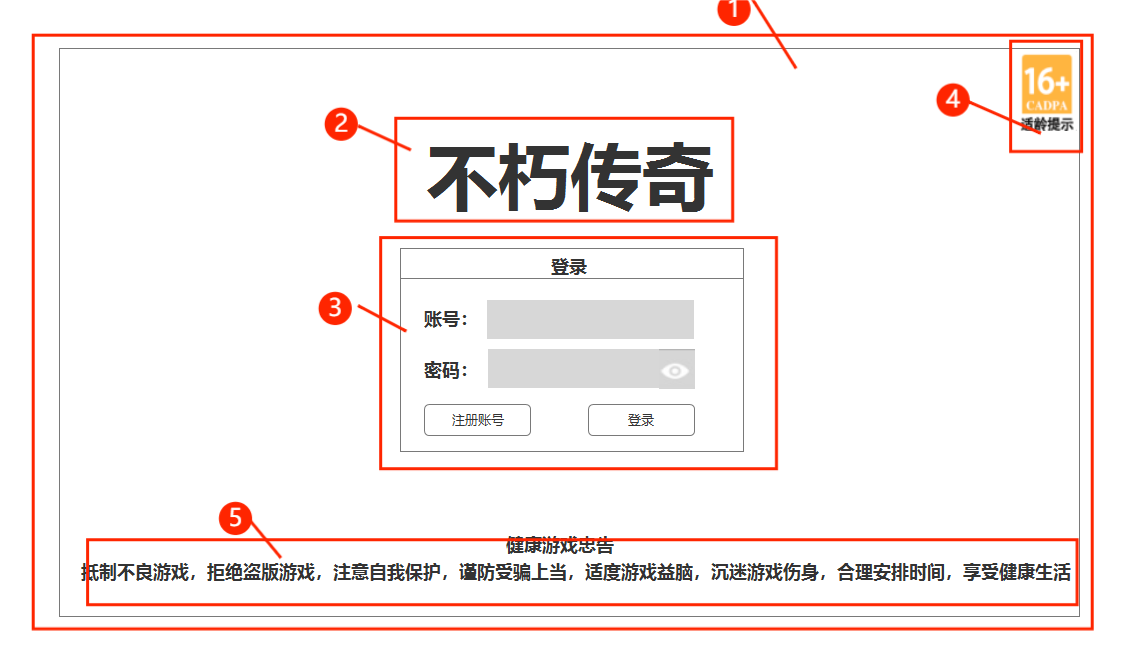 1
16+
CADPA
适龄提示
4
2
不朽传奇
登录
3
账号：
密码：
注册账号
登录
5
健康游戏忠告
抵制不良游戏，拒绝盗版游戏，注意自我保护，谨防受骗上当，适度游戏益脑，沉迷游戏伤身，合理安排时间，享受健康生活